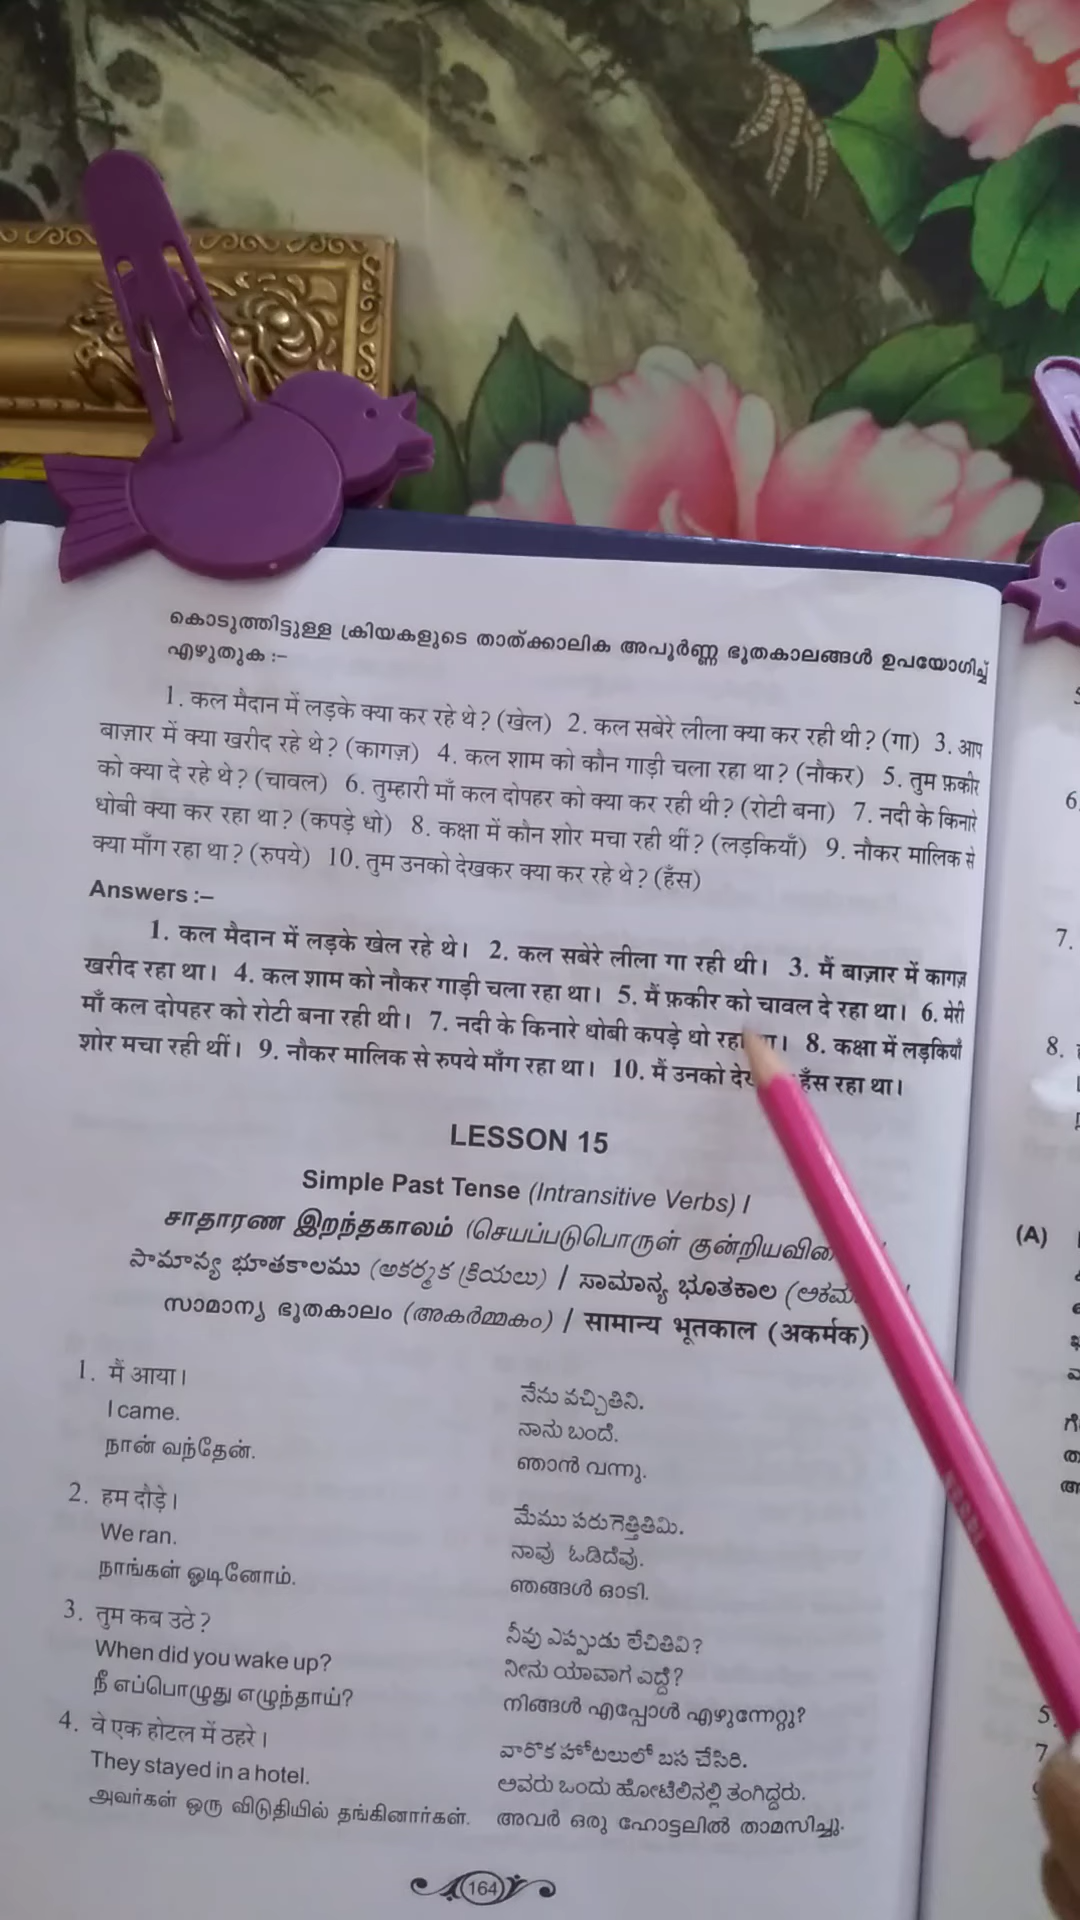 കൊടുത്തിട്ടുള്ള ക്രിയകളുടെ താത്ക്കാലിക അപൂർണ്ണ ഭൂതകാലങ്ങൾ ഉപയോഗിച്ച്
എഴുതുക :–
1. कल मैदान में लड़के क्या कर रहे थे? (खेल) 2. कल सबेरे लीला क्या कर रही थी? (गा) 3. आप
बाज़ार में क्या खरीद रहे थे? (कागज़) 4. कल शाम को कौन गाड़ी चला रहा था? (नौकर) 5. तुम फ़कीर
को क्या दे रहे थे? (चावल) 6. तुम्हारी माँ कल दोपहर को क्या कर रही थी? (रोटी बना) 7. नदी के किनारे
धोबी क्या कर रहा था? (कपड़े धो) 8. कक्षा में कौन शोर मचा रही थीं? (लड़कियाँ) 9. नौकर मालिक से
क्या माँग रहा था? (रुपये) 10. तुम उनको देखकर क्या कर रहे थे? (हँस)
Answers :–
1. कल मैदान में लड़के खेल रहे थे। 2. कल सबेरे लीला गा रही थी। 3. मैं बाज़ार में कागज़
खरीद रहा था। 4. कल शाम को नौकर गाड़ी चला रहा था। 5. मैं फ़कीर को चावल दे रहा था। 6. मेरी
माँ कल दोपहर को रोटी बना रही थी। 7. नदी के किनारे धोबी कपड़े धो रहा । 8. कक्षा में लड़कियाँ
शोर मचा रही थीं। 9. नौकर मालिक से रुपये माँग रहा था। 10. मैं उनको हँस रहा था।
LESSON 15
Simple Past Tense (Intransitive Verbs) /
சாதாரண இறந்தகாலம் (செயப்படுபொருள்
సామాన్య భూతకాలము (అకర్మక క్రియలు) / ಸಾಮಾನ್ಯ ಭೂತಕಾಲ
സാമാന്യ ഭൂതകാലം (അകർമ്മകം) / सामान्य भूतकाल (अकर्मक)
1. मैं आया।
I came.
நான் வந்தேன்.
నేను వచ్చితిని.
ನಾನು ಬಂದೆ.
ഞാൻ വന്നു.
2. हम दौड़े।
We ran.
நாங்கள் ஓடினோம்.
మేము పరుగెత్తితిమి.
ನಾವು ಓಡಿದೆವು.
ഞങ്ങൾ ഓടി.
3. तुम कब उठे?
When did you wake up?
நீ எப்பொழுது எழுந்தாய்?
నీవు ఎప్పుడు లేచితివి?
ನೀನು ಯಾವಾಗ ಎದ್ದೆ?
നിങ്ങൾ എപ്പോൾ എഴുന്നേറ്റു?
4. वे एक होटल में ठहरे।
They stayed in a hotel.
அவர்கள் ஒரு விடுதியில் தங்கினார்கள்.
వారొక హోటలులో బస చేసిరి.
ಅವರು ಒಂದು ಹೋಟೆಲಿನಲ್ಲಿ ತಂಗಿದ್ದರು.
അവർ ഒരു ഹോട്ടലിൽ താമസിച്ചു.
164
6.
7.
8.
(A)
5.
7